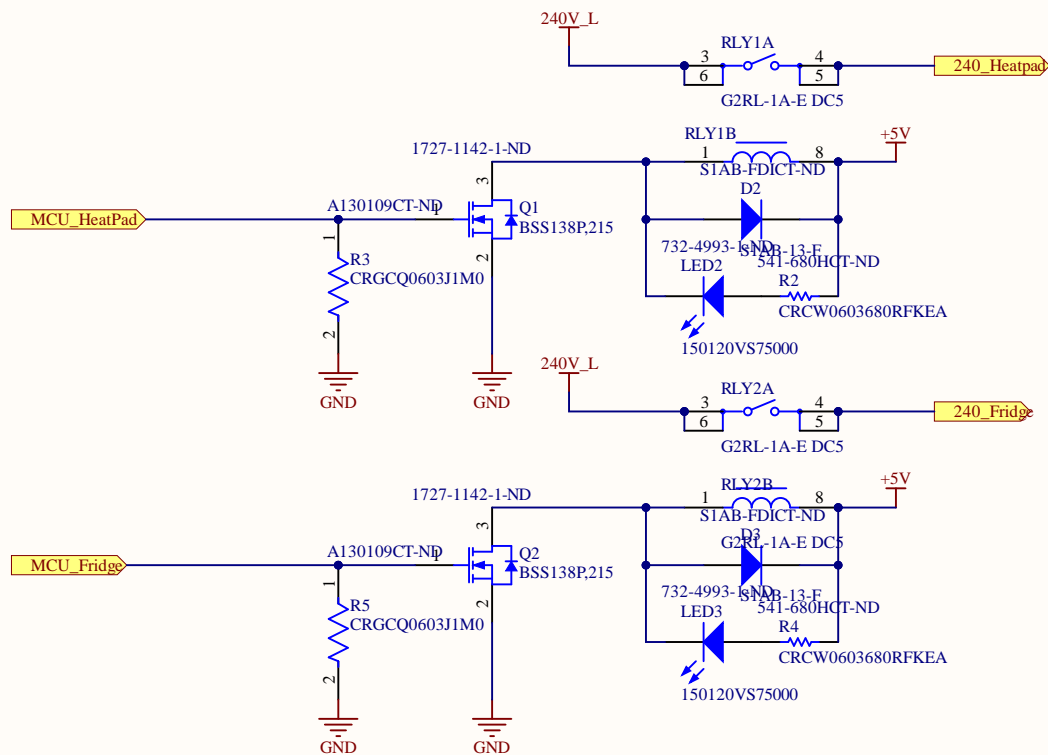 240V_L
RLY1A
3
4
6
5
240_Heatpad
G2RL-1A-E DC5
RLY1B
+5V
1727-1142-1-ND
1
8
S1AB-FDICT-ND
3
D2
MCU_HeatPad
A130109CT-ND
1
Q1
BSS138P,215
1
R3
CRGCQ0603J1M0
2
732-4993-1-ND
S1AB-13-F
LED2
541-680HCT-ND
R2
CRCW0603680RFKEA
2
150120VS75000
GND
GND
240V_L
RLY2A
3
4
6
5
240_Fridge
G2RL-1A-E DC5
RLY2B
+5V
1727-1142-1-ND
1
8
S1AB-FDICT-ND
3
D3
G2RL-1A-E DC5
MCU_Fridge
A130109CT-ND
1
Q2
BSS138P,215
1
R5
CRGCQ0603J1M0
2
732-4993-1-ND
S1AB-13-F
LED3
541-680HCT-ND
R4
CRCW0603680RFKEA
2
150120VS75000
GND
GND